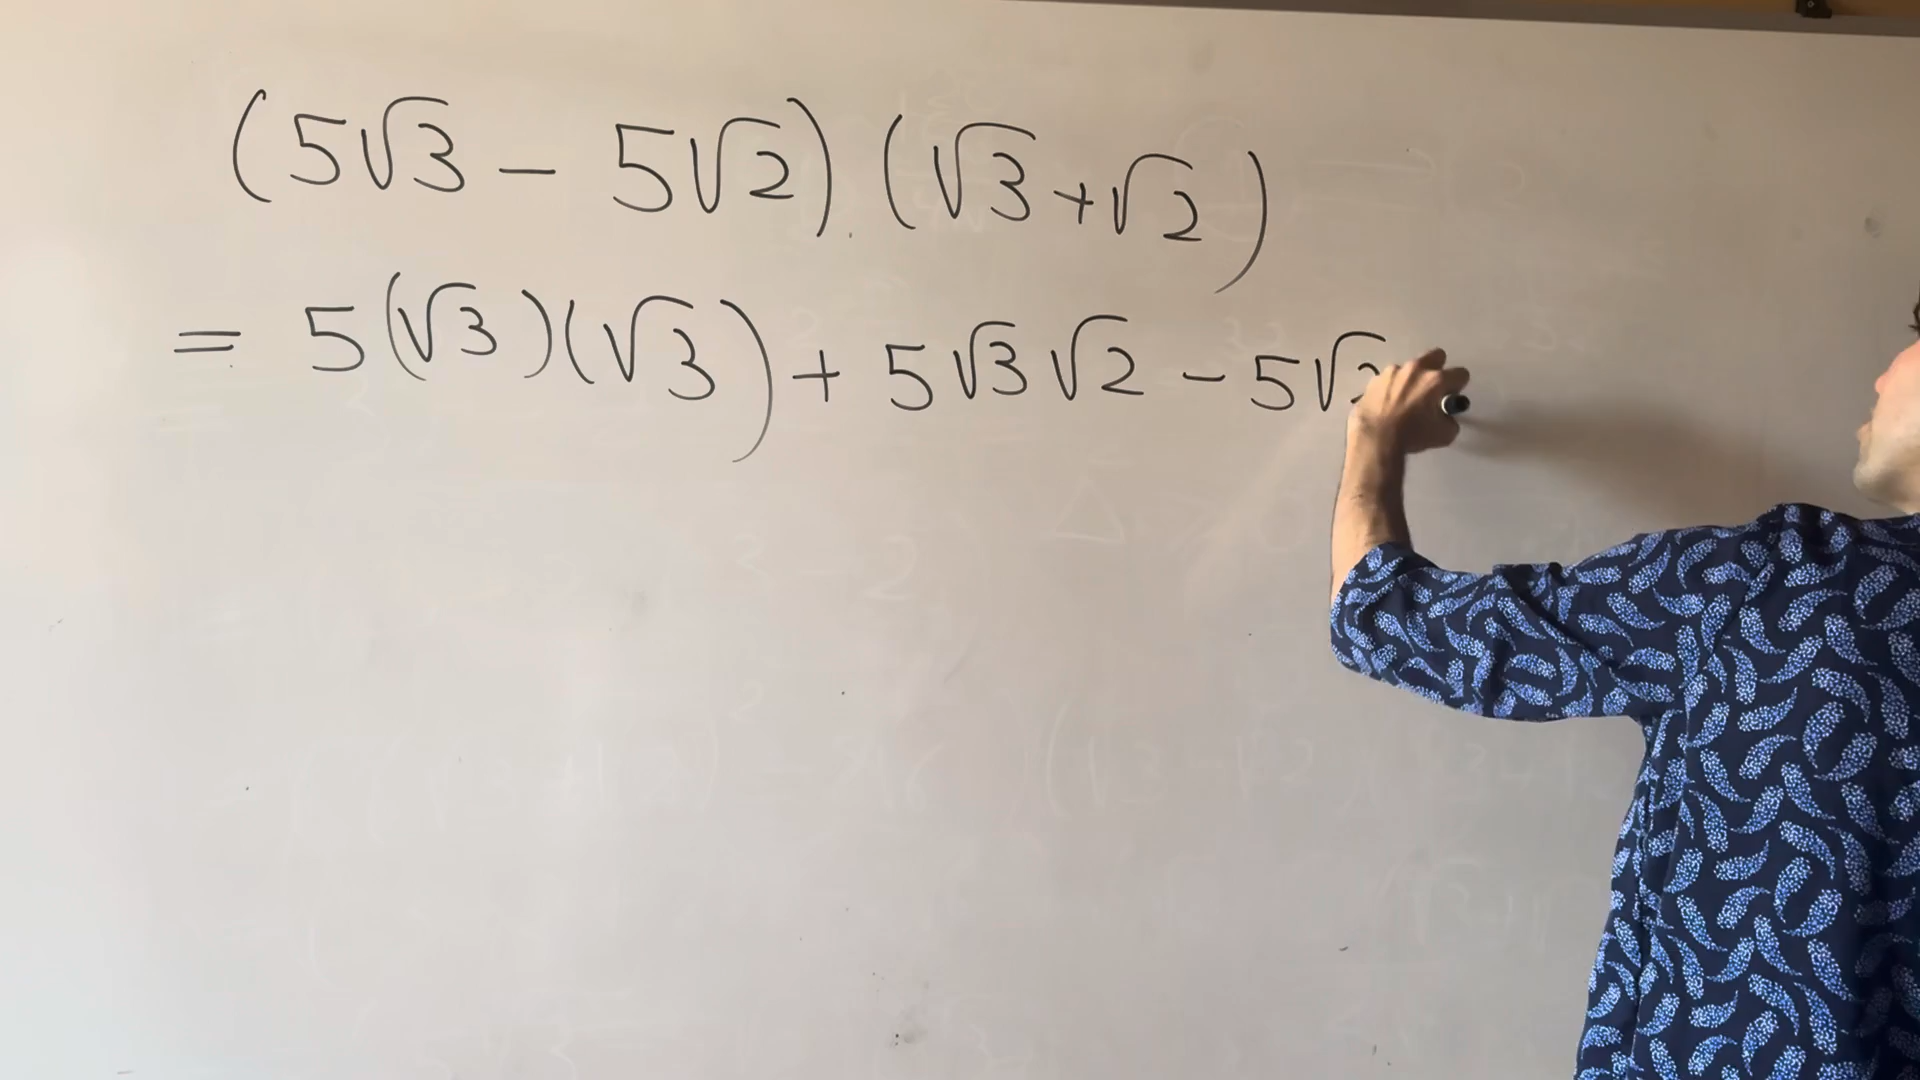 (5√3 - 5√2) (√3 + √2)
= 5(√3)(√3) + 5√3 √2 - 5√